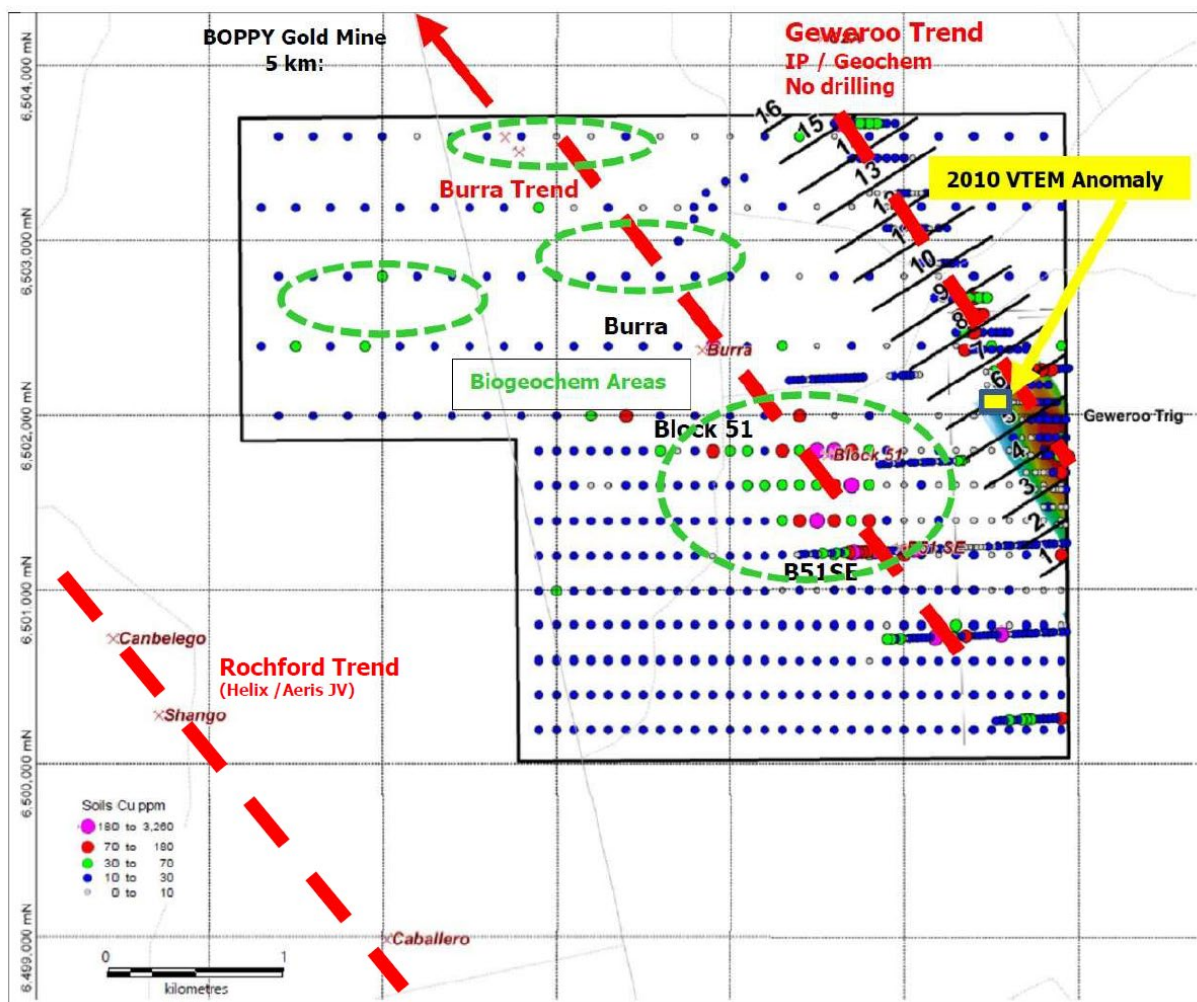 BOPPY Gold Mine
5 km:
Geweroo Trend
IP / Geochem
No drilling
6,504,000 mN
16
15
13
2010 VTEM Anomaly
Burra Trend
6,503,000 mN
10
9
8
7
6
Burra
Burra
Biogeochem Areas
6,502,000 mN
Geweroo Trig
Block 51
Block 51
5
4
3
2
1
B51SE
B51SE
6,501,000 mN
Canbelego
Rochford Trend
(Helix /Aeris JV)
Shango
6,500,000 mN
Soils Cu ppm
180 to 3,260
70 to 180
30 to 70
10 to 30
0 to 10
6,499,000 mN
Caballero
0 1
kilometres